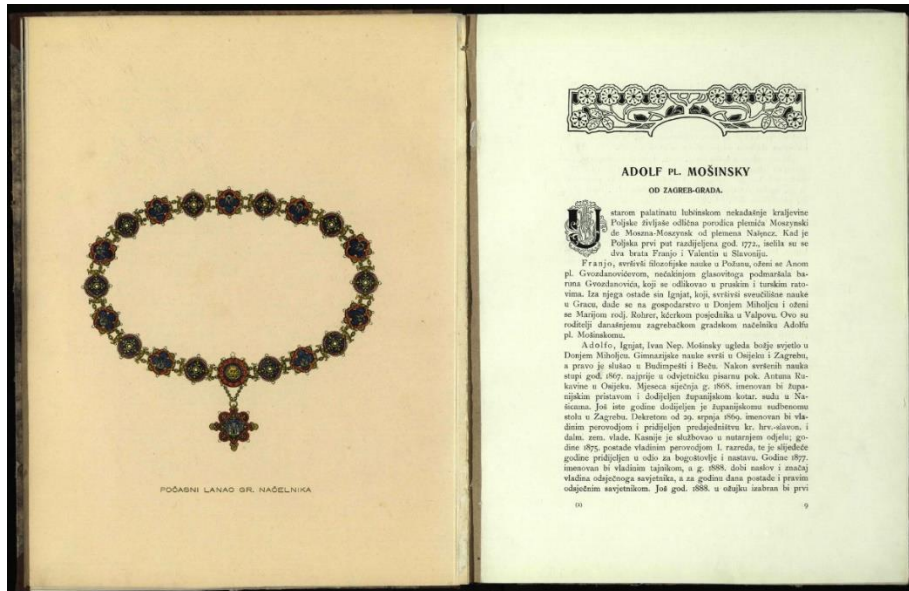 POČASNI LANAC GR. NAČELNIKA
ADOLF PL. MOŠINSKY
OD ZAGREB-GRADA.
U starom palatinatu lubinskom nekadašnje kraljevine
Poljske življaše odlična porodica plemića Moszynski
de Moszna-Moszynsk od plemena Nałęncz. Kad je
Poljska prvi put razdijeljena god. 1772., iselila su se
dva brata Franjo i Valentin u Slavoniju.
Franjo, svršivši filozofijske nauke u Požunu, oženi se Anom
pl. Gvozdanovićevom, nećakinjom glasovitoga podmaršala ba-
runa Gvozdanovića, koji se odlikovao u pruskim i turskim rato-
vima. Iza njega ostade sin Ignjat, koji, svršivši sveučilišne nauke
u Gracu, dade se na gospodarstvo u Donjem Miholjcu i oženi
se Marijom rodj. Rohrer, kćerkom posjednika u Valpovu. Ovo su
roditelji današnjemu zagrebačkom gradskom načelniku Adolfu
pl. Mošinskomu.
Adolfo, Ignjat, Ivan Nep. Mošinsky ugleda božje svjetlo u
Donjem Miholjcu. Gimnazijske nauke svrši u Osijeku i Zagrebu,
a pravo je slušao u Budimpešti i Beču. Nakon svršenih nauka
stupi god. 1867. najprije u odvjetničku pisarnu pok. Antuna Ru-
kavine u Osijeku. Mjeseca siječnja g. 1868. imenovan bi župa-
nijskim pristavom i dodijeljen županijskom kotar. sudu u Na-
šicama. Još iste godine dodijeljen je županijskomu sudbenomu
stolu u Zagrebu. Dekretom od 29. srpnja 1869. imenovan bi vla-
dinim perovodjom i pridijeljen predsjedništvu kr. hrv.-slavon. i
dalm. zem. vlade. Kasnije je službovao u nutarnjem odjelu; go-
dine 1875. postade vladinim perovodjom I. razreda, te je slijedeće
godine pridijeljen u odio za bogoštovlje i nastavu. Godine 1877.
imenovan bi vladinim tajnikom, a g. 1888. dobi naslov i značaj
vladina odsječnoga savjetnika, a za godinu dana postade i pravim
odsječnim savjetnikom. Još god. 1888. u ožujku izabran bi prvi
9